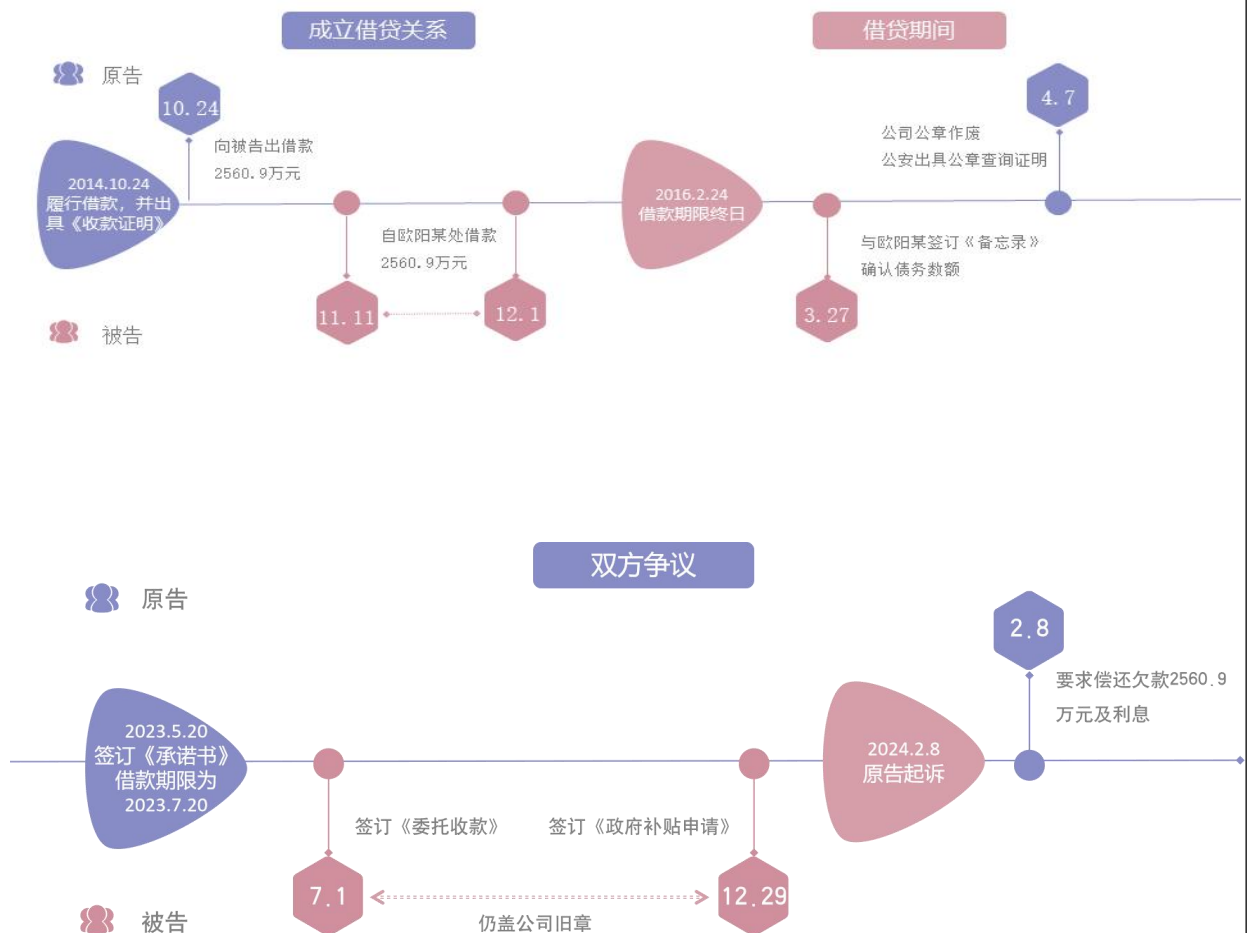 成立借贷关系
借贷期间
原告
10.24
4.7
向被告出借款
2560.9万元
公司公章作废
公安出具公章查询证明
2014.10.24
履行借款，并出
具《收款证明》
2016.2.24
借款期限终日
自欧阳某处借款
2560.9万元
与欧阳某签订《备忘录》
确认债务数额
11.11
12.1
3.27
被告
双方争议
原告
2.8
要求偿还欠款2560.9
万元及利息
2023.5.20
签订《承诺书》
借款期限为
2023.7.20
2024.2.8
原告起诉
签订《委托收款》
签订《政府补贴申请》
7.1
12.29
仍盖公司旧章
被告